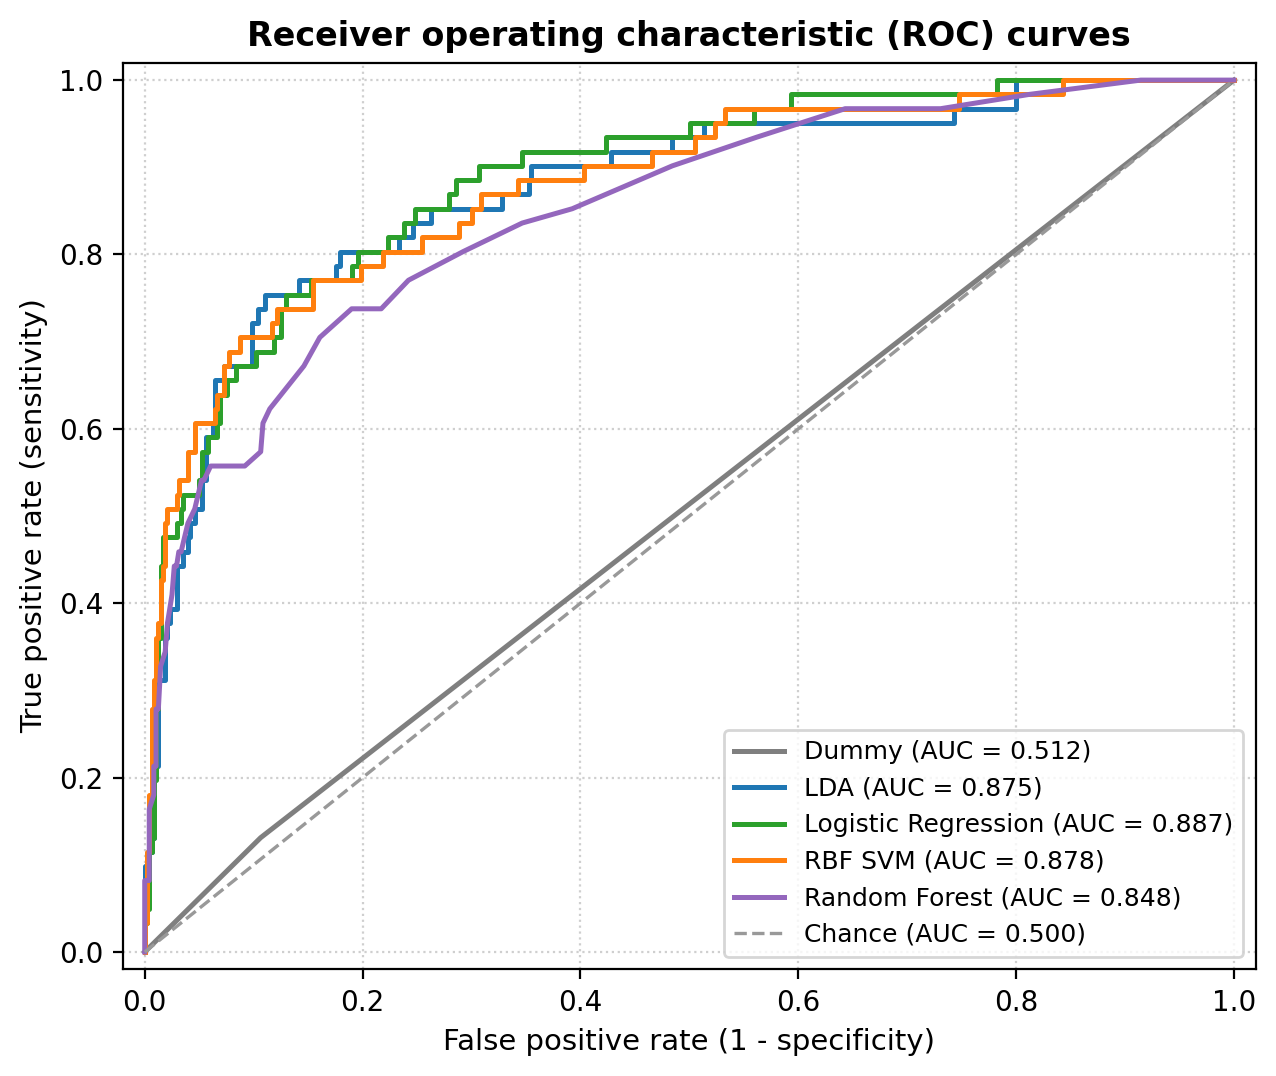 Receiver operating characteristic (ROC) curves
True positive rate (sensitivity)
1.0
0.8
0.6
0.4
0.2
0.0
Dummy (AUC = 0.512)
LDA (AUC = 0.875)
Logistic Regression (AUC = 0.887)
RBF SVM (AUC = 0.878)
Random Forest (AUC = 0.848)
Chance (AUC = 0.500)
0.0 0.2 0.4 0.6 0.8 1.0
False positive rate (1 - specificity)